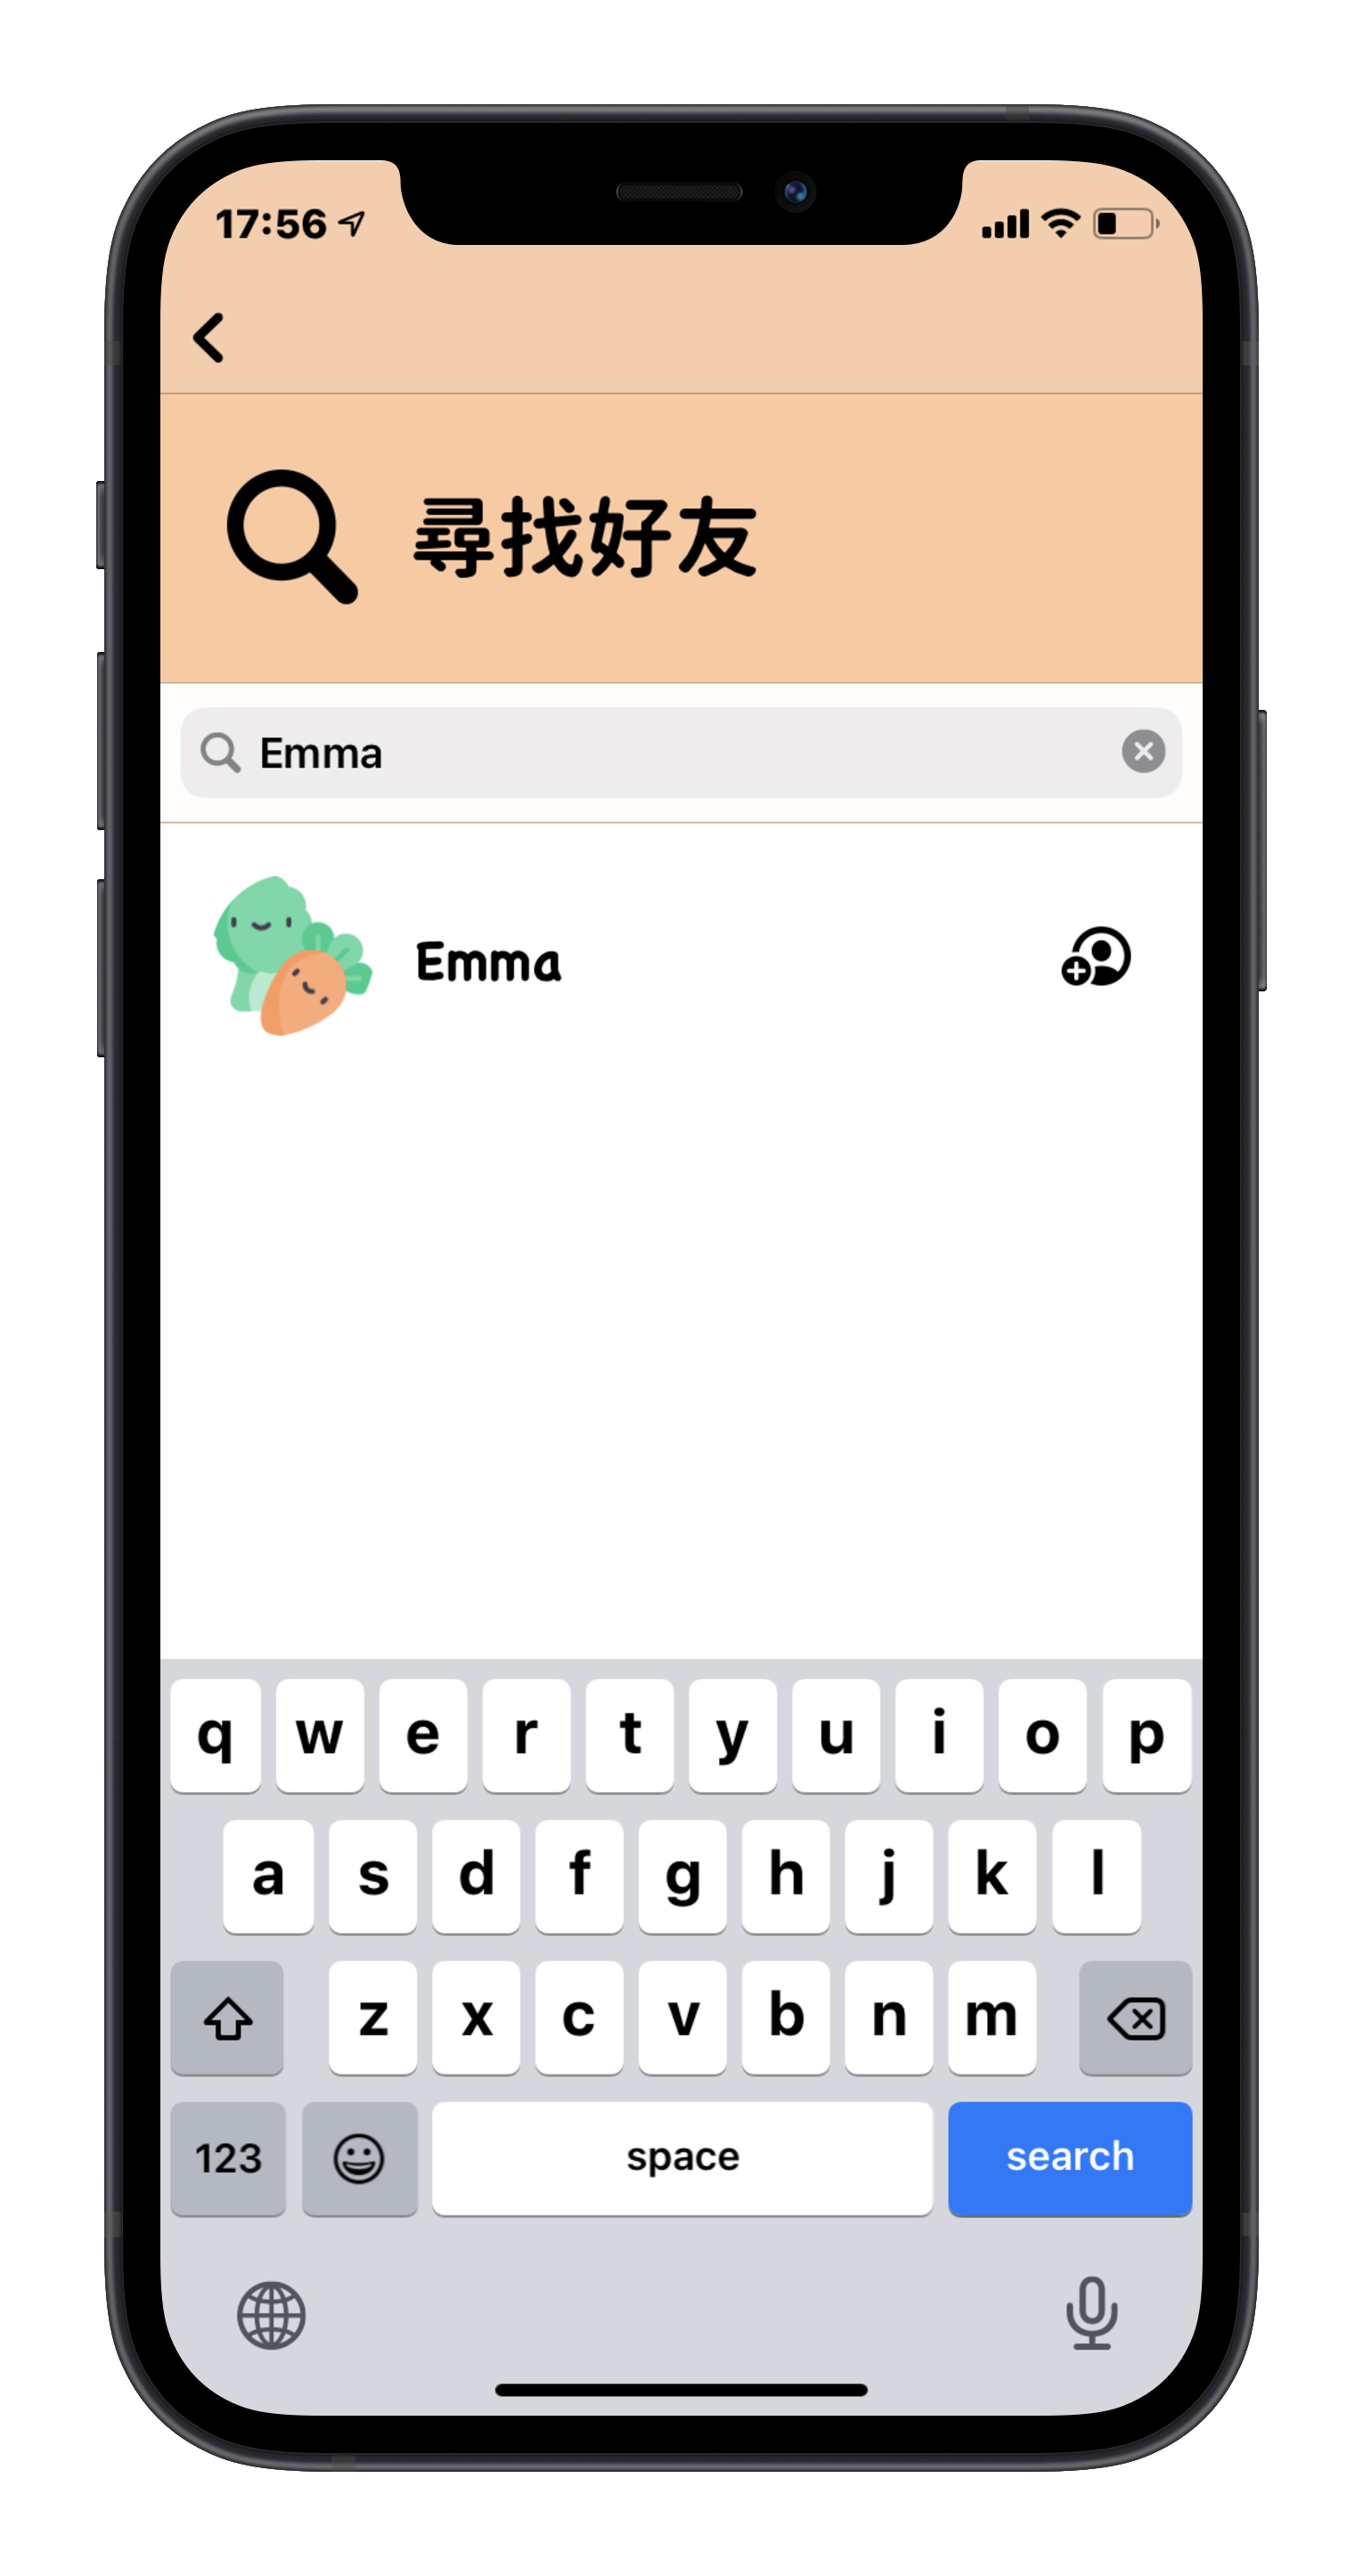 17:56
尋找好友
Emma
Emma
q w e r t y u i o p
a s d f g h j k l
z x c v b n m
123 space search